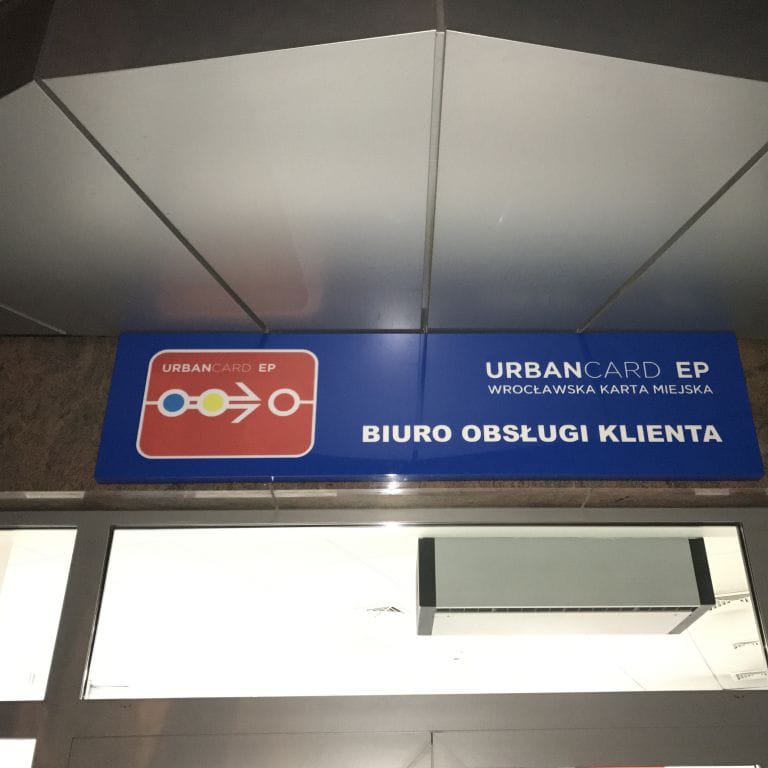 URBANCARD EP
URBANCARD EP
WROCŁAWSKA KARTA MIEJSKA
BIURO OBSŁUGI KLIENTA